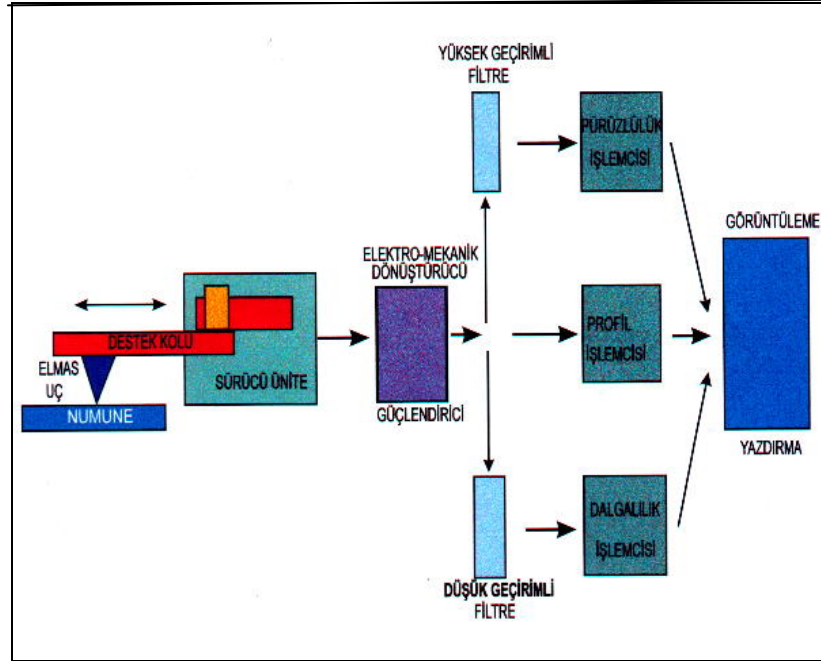 YÜKSEK GEÇİRİMLİ
FİLTRE
PÜRÜZLÜLÜK
İŞLEMCİSİ
GÖRÜNTÜLEME
ELEKTRO-MEKANİK
DÖNÜŞTÜRÜCÜ
DESTEK KOLU
ELMAS
UÇ
NUMUNE
SÜRÜCÜ ÜNİTE
GÜÇLENDİRİCİ
PROFİL
İŞLEMCİSİ
YAZDIRMA
DALGALILIK
İŞLEMCİSİ
DÜŞÜK GEÇİRİMLİ
FİLTRE